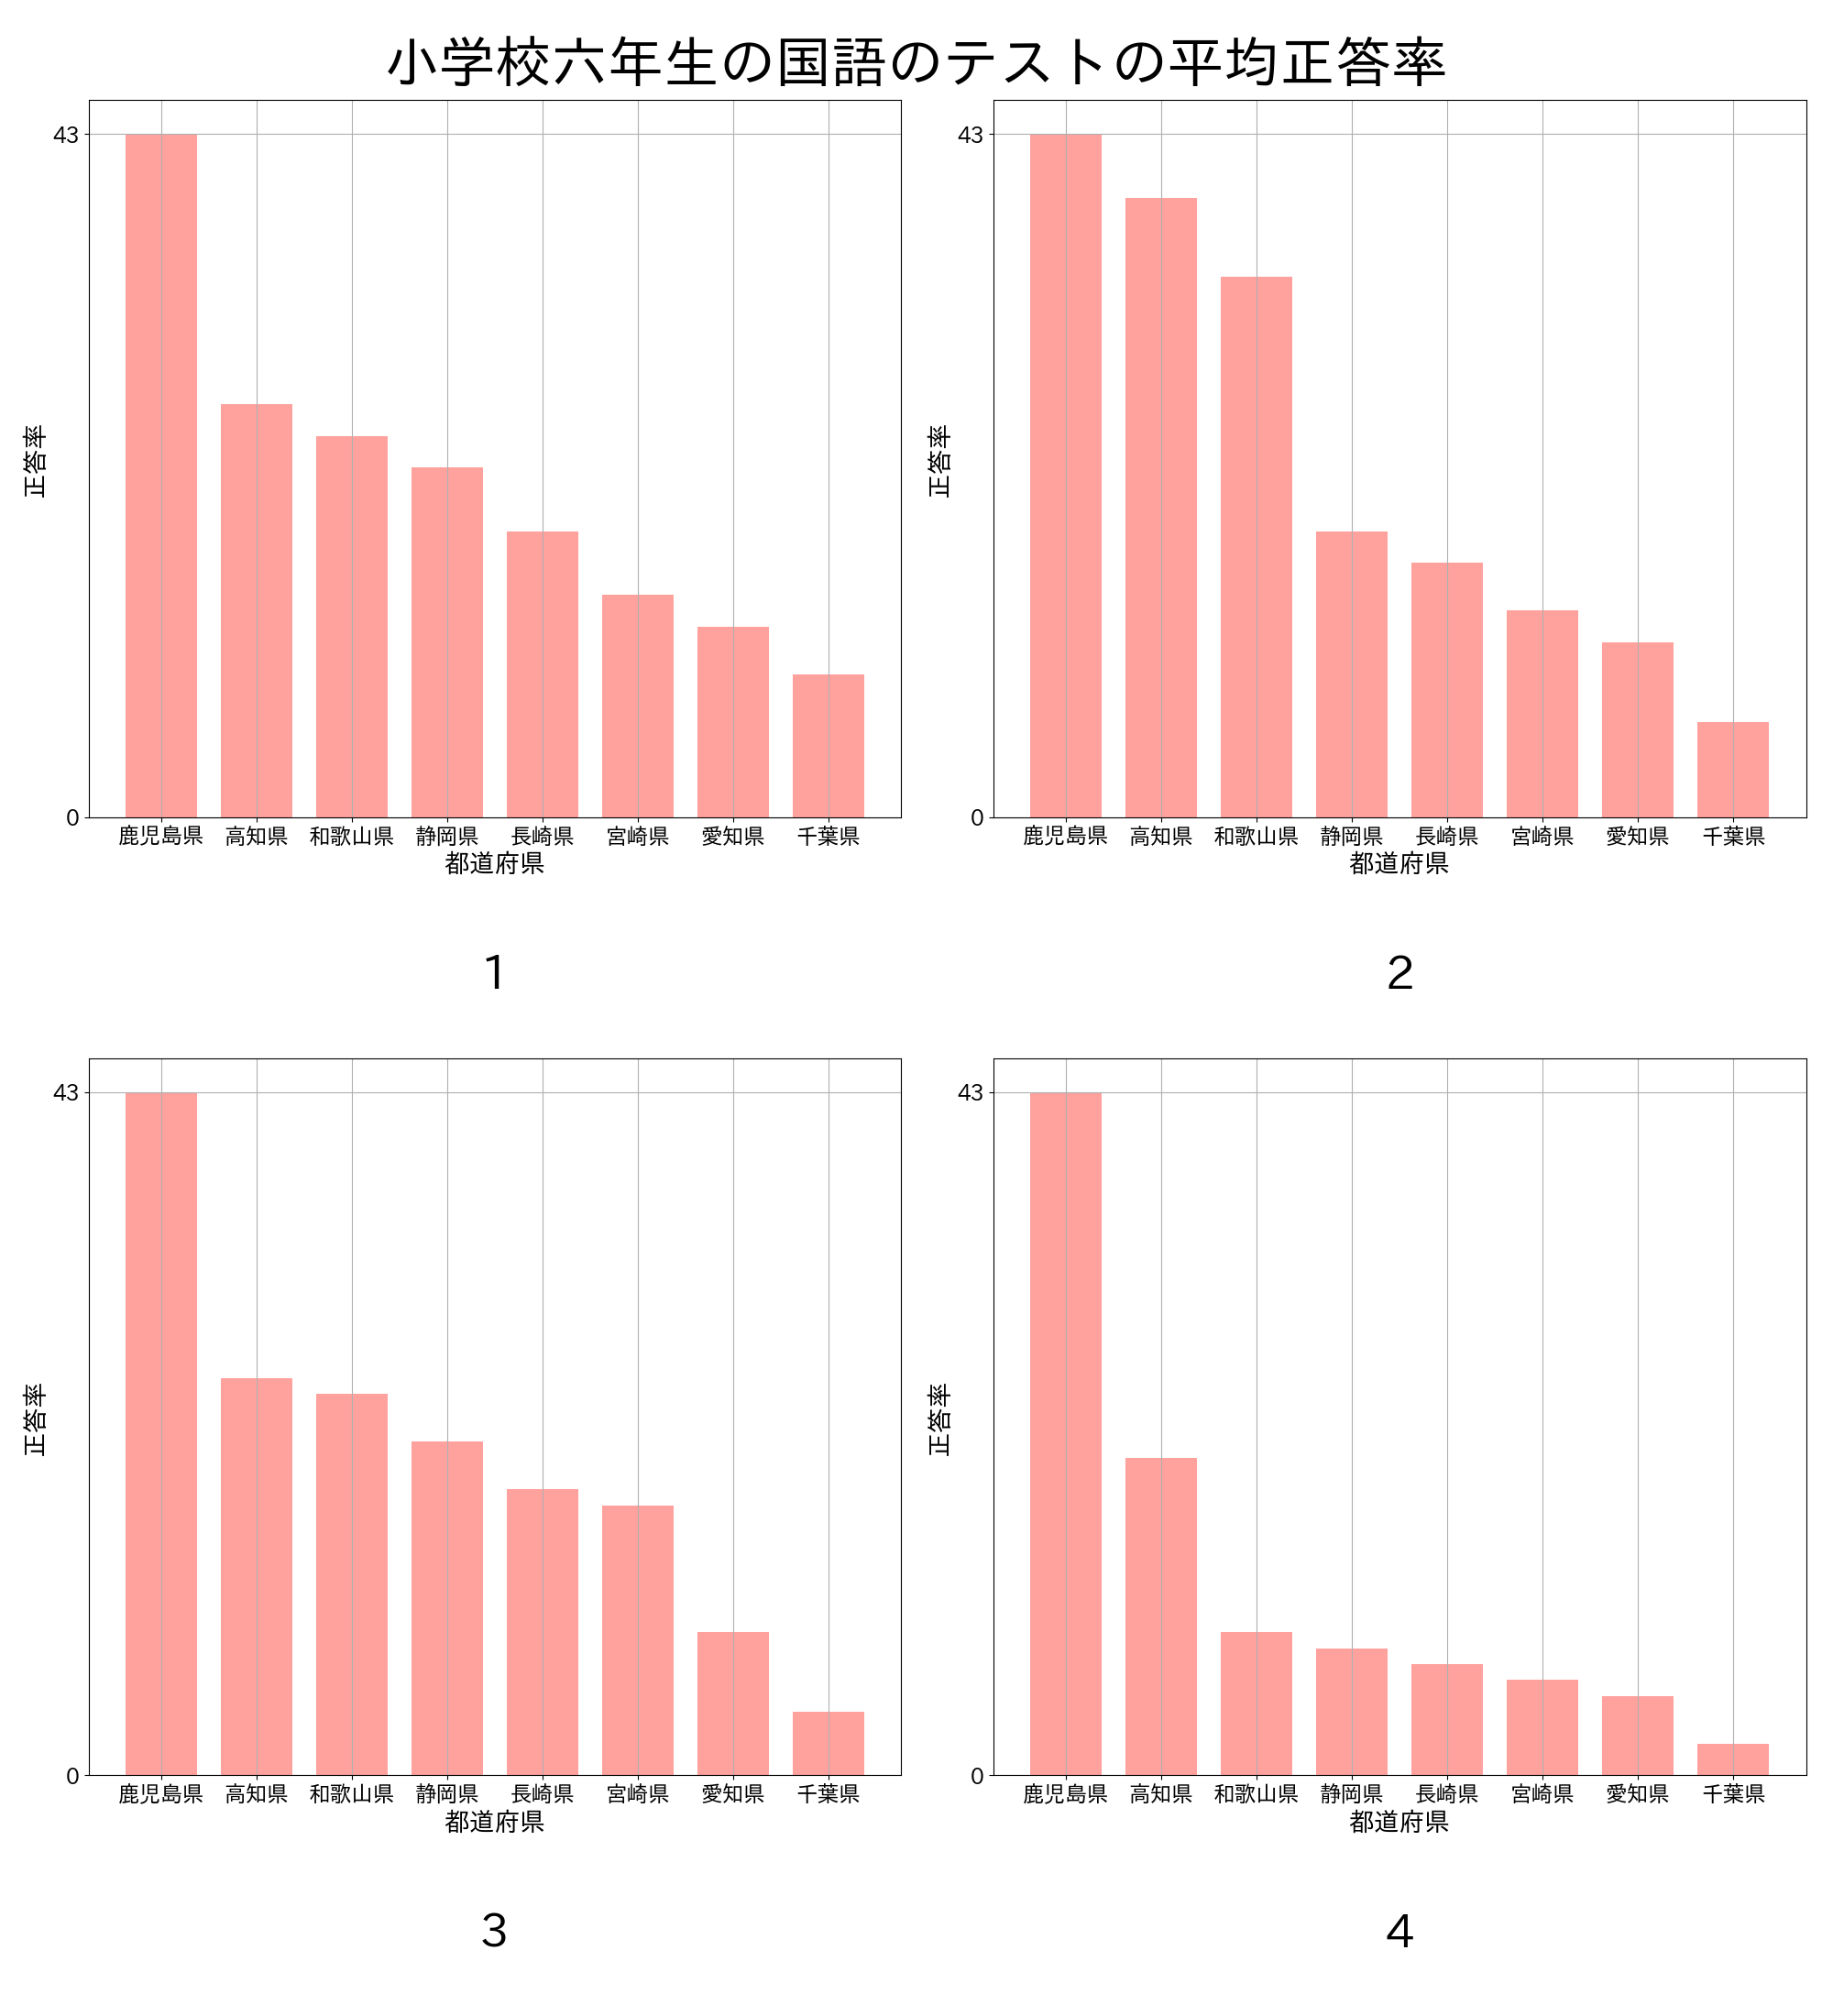 小学校六年生の国語のテストの平均正答率
43
0
正答率
鹿児島県 高知県 和歌山県 静岡県 長崎県 宮崎県 愛知県 千葉県
都道府県
1
43
0
正答率
鹿児島県 高知県 和歌山県 静岡県 長崎県 宮崎県 愛知県 千葉県
都道府県
2
43
0
正答率
鹿児島県 高知県 和歌山県 静岡県 長崎県 宮崎県 愛知県 千葉県
都道府県
3
43
0
正答率
鹿児島県 高知県 和歌山県 静岡県 長崎県 宮崎県 愛知県 千葉県
都道府県
4